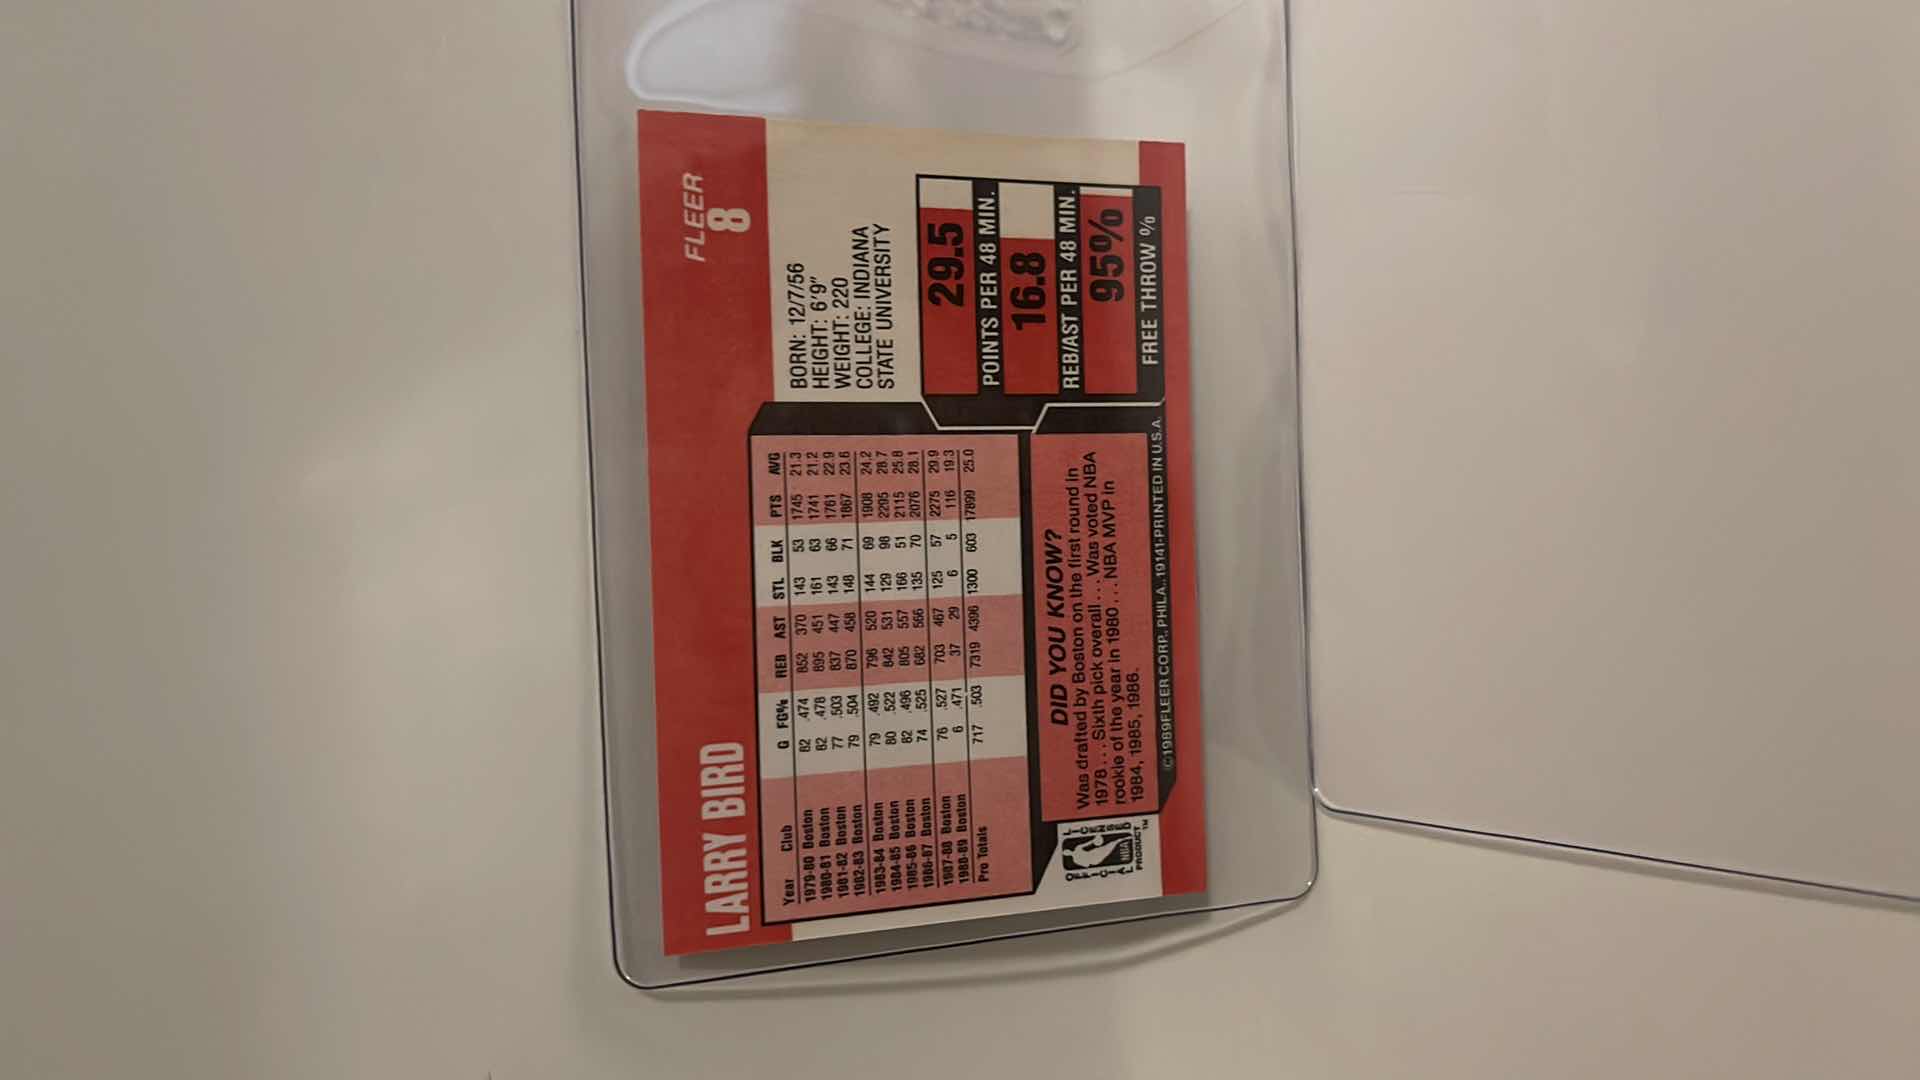 LARRY BIRD
FLEER
8
BORN: 12/7/56
HEIGHT: 6'9"
WEIGHT: 220
COLLEGE: INDIANA
STATE UNIVERSITY
Year Club G FG% REB AST STL BLK PTS AVG
1979-80 Boston 82 .474 852 370 143 53 1745 21.3
1980-81 Boston 82 .478 895 451 161 63 1741 21.2
1981-82 Boston 77 .503 837 447 143 66 1761 22.9
1982-83 Boston 79 .504 870 458 148 71 1867 23.6
1983-84 Boston 79 .492 796 520 144 69 1908 24.2
1984-85 Boston 80 .522 842 531 129 98 2295 28.7
1985-86 Boston 82 .496 805 557 166 51 2115 25.8
1986-87 Boston 74 .525 682 566 135 70 2076 28.1
1987-88 Boston 76 .527 703 467 125 57 2275 29.9
1988-89 Boston 6 .471 37 29 6 5 116 19.3
Pro Totals 717 .503 7319 4396 1300 603 17899 25.0
29.5
POINTS PER 48 MIN.
16.8
REB/AST PER 48 MIN.
95%
FREE THROW %
DID YOU KNOW?
Was drafted by Boston on the first round in
1978...Sixth pick overall...Was voted NBA
rookie of the year in 1980...NBA MVP in
1984, 1985, 1986.
OFFICIAL LICENSED
NBA
PRODUCT™
©1989 FLEER CORP., PHILA., 19141-PRINTED IN U.S.A.